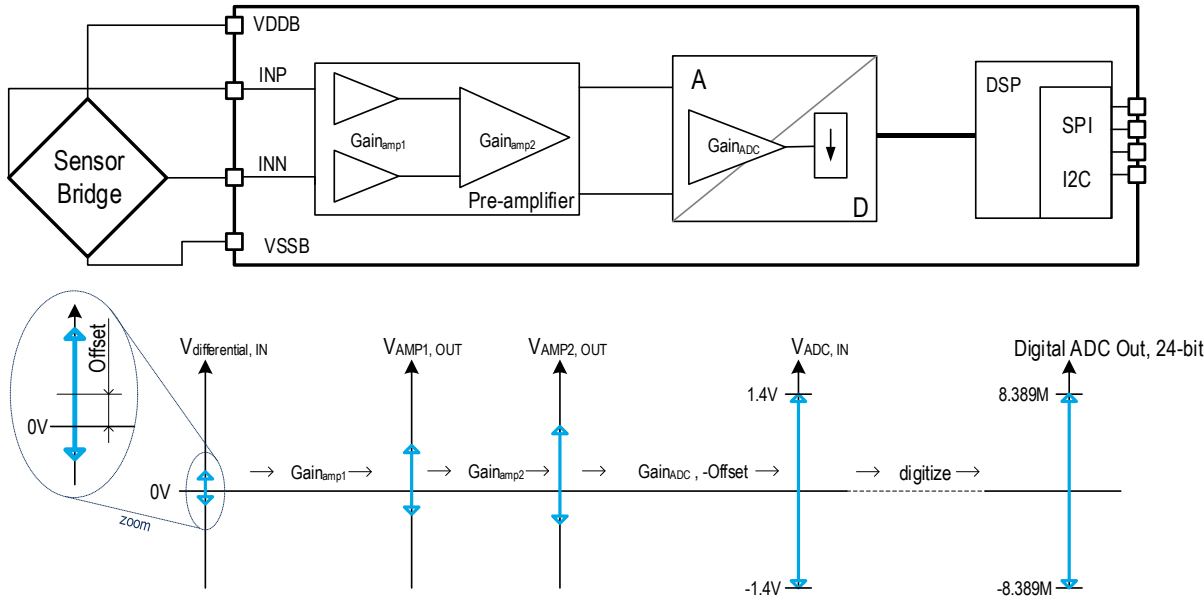 VDDB
INP
A
DSP
Gainamp1
Gainamp2
GainADC
SPI
Sensor
Bridge
INN
I2C
Pre-amplifier
D
VSSB
Offset
0V
zoom
Vdifferential, IN
VAMP1, OUT
VAMP2, OUT
VADC, IN
Digital ADC Out, 24-bit
1.4V
8.389M
0V
Gainamp1
Gainamp2
GainADC , -Offset
digitize
-1.4V
-8.389M